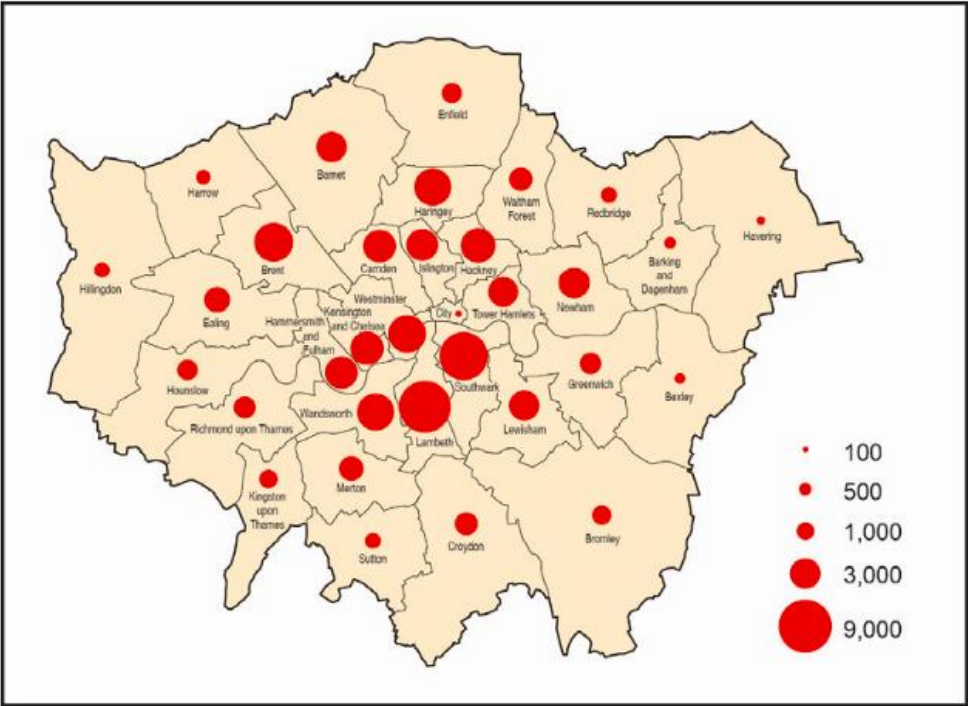 Enfield
Barnet
Harrow
Haringey
Waltham
Forest
Redbridge
Havering
Brent
Camden
Islington
Hackney
Barking
and
Dagenham
Hillingdon
Newham
Westminster
Kensington
and Chelsea
City
Tower Hamlets
Ealing
Hammersmith
and
Fulham
Hounslow
Southwark
Greenwich
Bexley
Richmond upon Thames
Wandsworth
Lambeth
Lewisham
Merton
Kingston
upon
Thames
Sutton
Croydon
Bromley
100
500
1,000
3,000
9,000